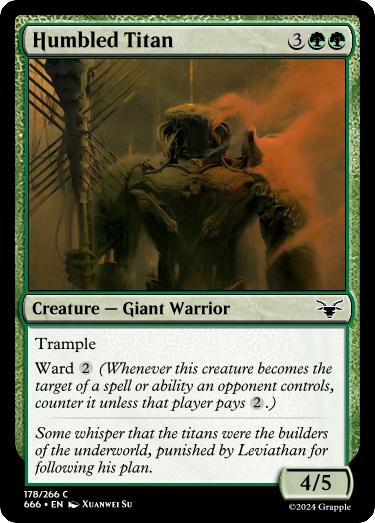 Humbled Titan 3
Creature — Giant Warrior
Trample
Ward 2 (Whenever this creature becomes the
target of a spell or ability an opponent controls,
counter it unless that player pays 2.)
Some whisper that the titans were the builders
of the underworld, punished by Leviathan for
following his plan.
4/5
178/266 C
666 • EN Xuanwei Su
©2024 Grapple